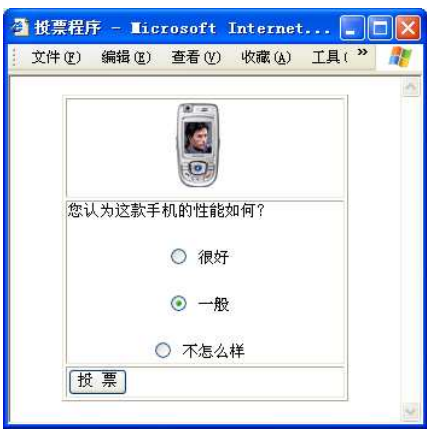 投票程序 - Microsoft Internet...
文件(F) 编辑(E) 查看(V) 收藏(A) 工具( »
您认为这款手机的性能如何?
很好
一般
不怎么样
投 票